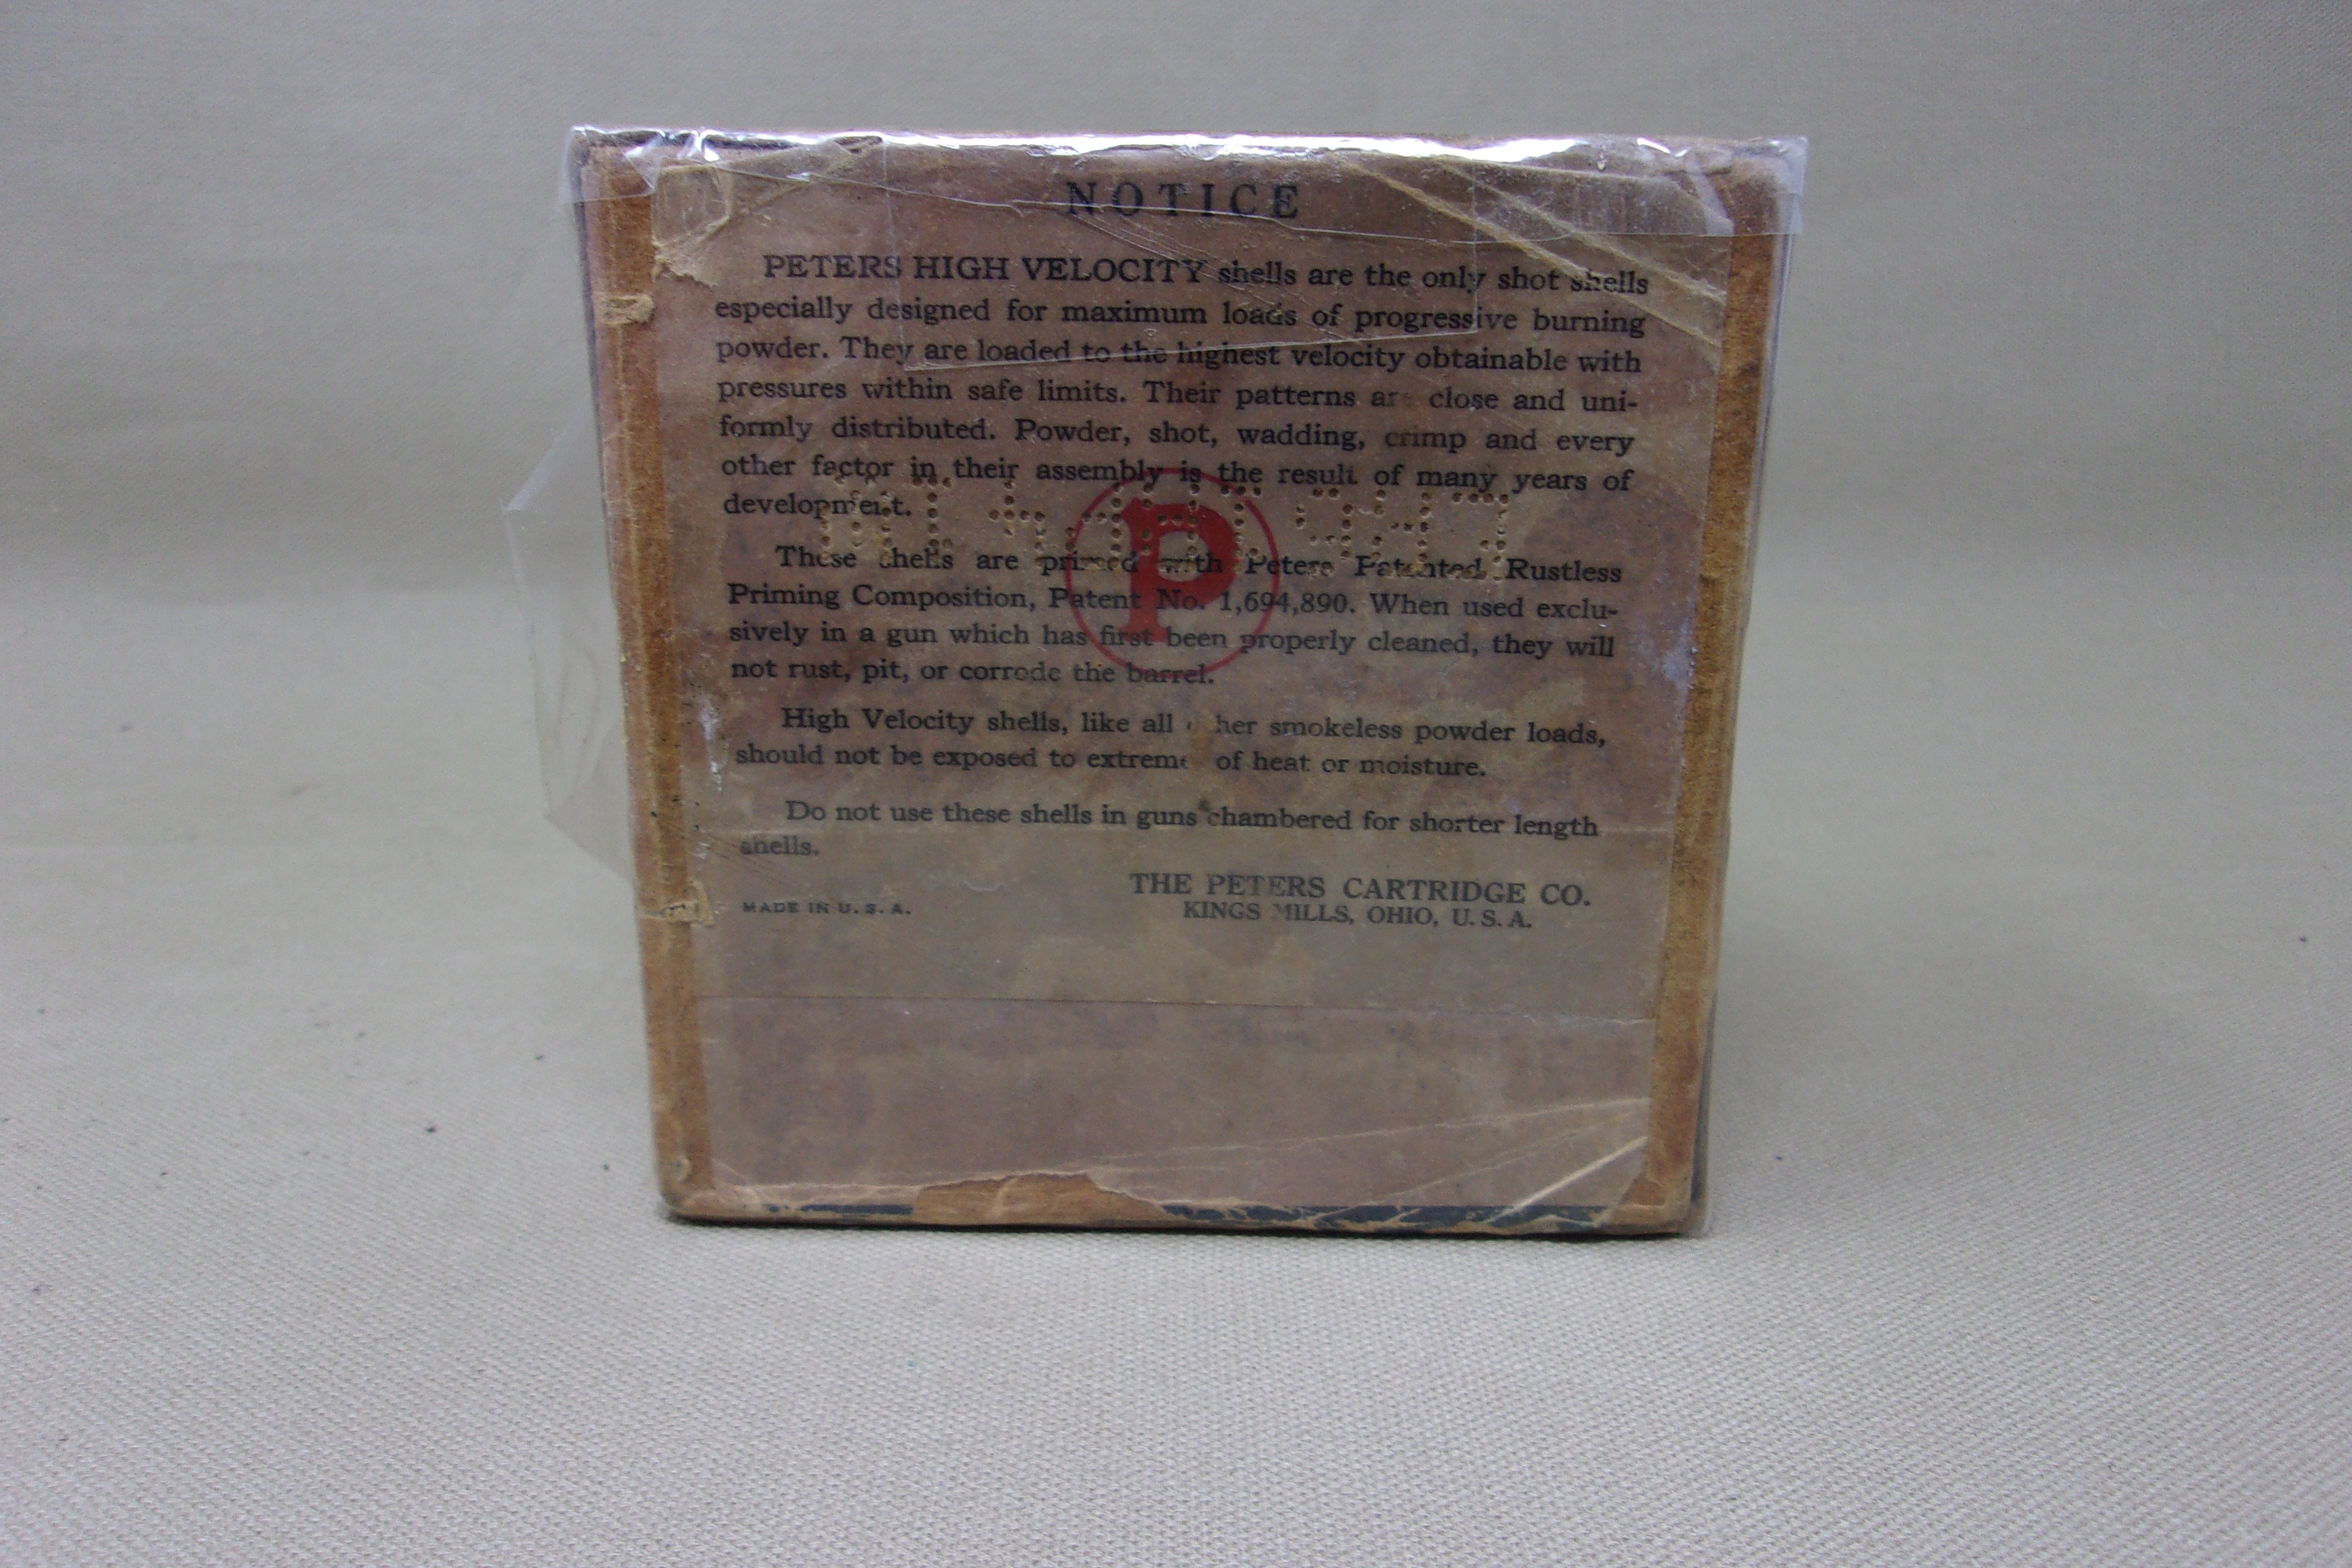 NOTICE
PETERS HIGH VELOCITY shells are the only shot shells
especially designed for maximum loads of progressive burning
powder. They are loaded to the highest velocity obtainable with
pressures within safe limits. Their patterns are close and uni-
formly distributed. Powder, shot, wadding, crimp and every
other factor in their assembly is the result of many years of
development.
These shells are primed with Peters Patented Rustless
Priming Composition, Patent No. 1,694,890. When used exclu-
sively in a gun which has first been properly cleaned, they will
not rust, pit, or corrode the barrel.
P
High Velocity shells, like all other smokeless powder loads,
should not be exposed to extreme of heat or moisture.
Do not use these shells in guns chambered for shorter length
shells.
THE PETERS CARTRIDGE CO.
MADE IN U. S. A.
KINGS MILLS, OHIO, U. S. A.